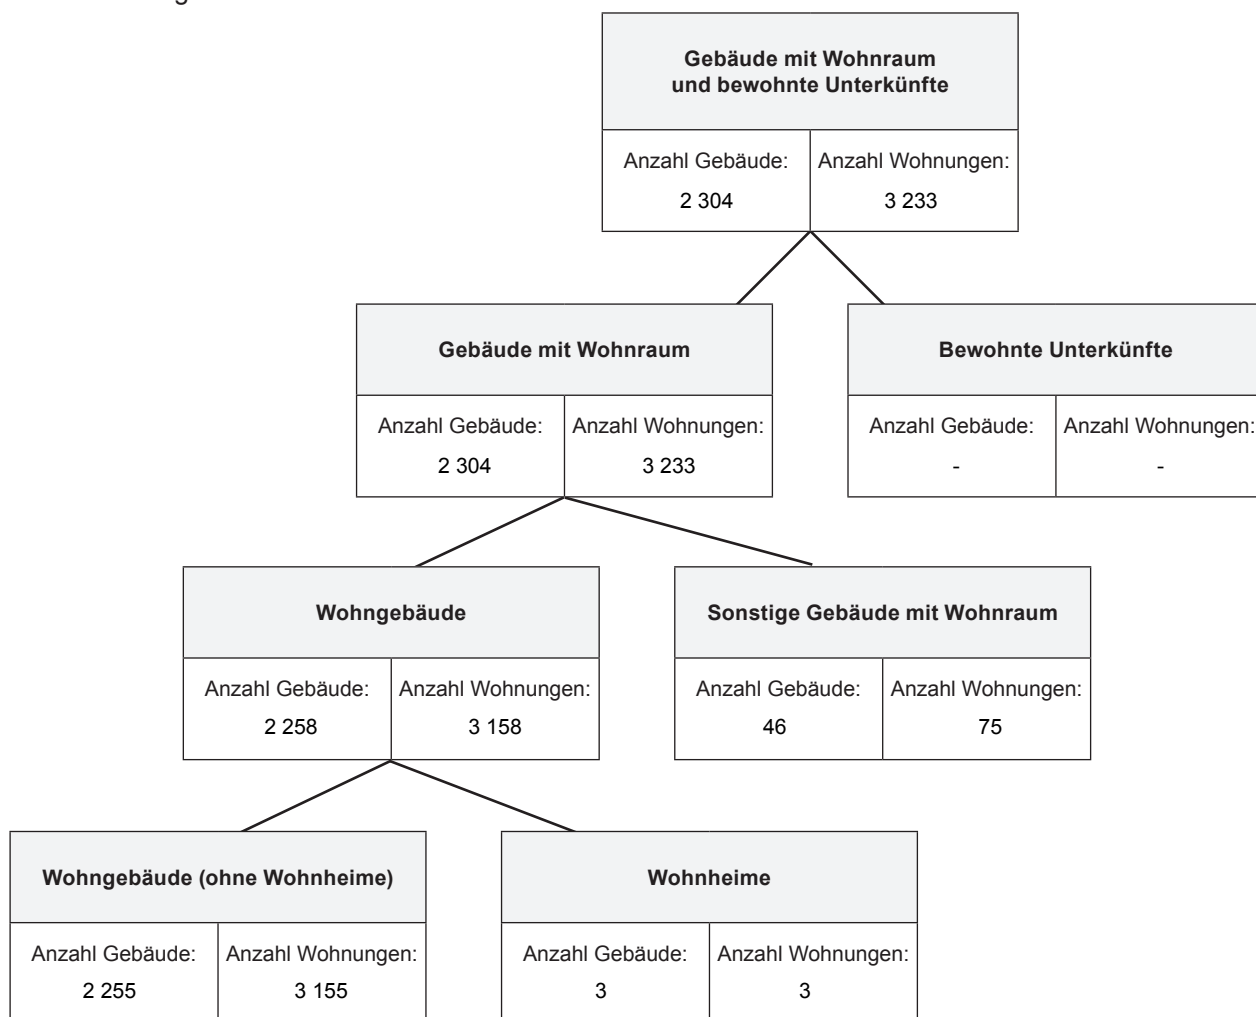 Gebäude mit Wohnraum
und bewohnte Unterkünfte
Anzahl Gebäude: Anzahl Wohnungen:
2 304 3 233
Gebäude mit Wohnraum
Anzahl Gebäude: Anzahl Wohnungen:
2 304 3 233
Bewohnte Unterkünfte
Anzahl Gebäude: Anzahl Wohnungen:
- -
Wohngebäude
Anzahl Gebäude: Anzahl Wohnungen:
2 258 3 158
Sonstige Gebäude mit Wohnraum
Anzahl Gebäude: Anzahl Wohnungen:
46 75
Wohngebäude (ohne Wohnheime)
Anzahl Gebäude: Anzahl Wohnungen:
2 255 3 155
Wohnheime
Anzahl Gebäude: Anzahl Wohnungen:
3 3